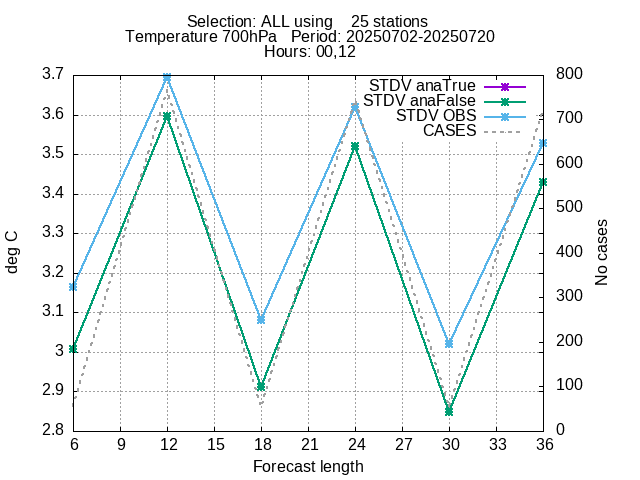 Selection: ALL using    25 stations
Temperature 700hPa   Period: 20250702-20250720
Hours: 00,12
STDV anaTrue
STDV anaFalse
STDV OBS
CASES
3.7
3.6
3.5
3.4
3.3
3.2
3.1
3
2.9
2.8
deg C
800
700
600
500
400
300
200
100
0
No cases
6 9 12 15 18 21 24 27 30 33 36
Forecast length